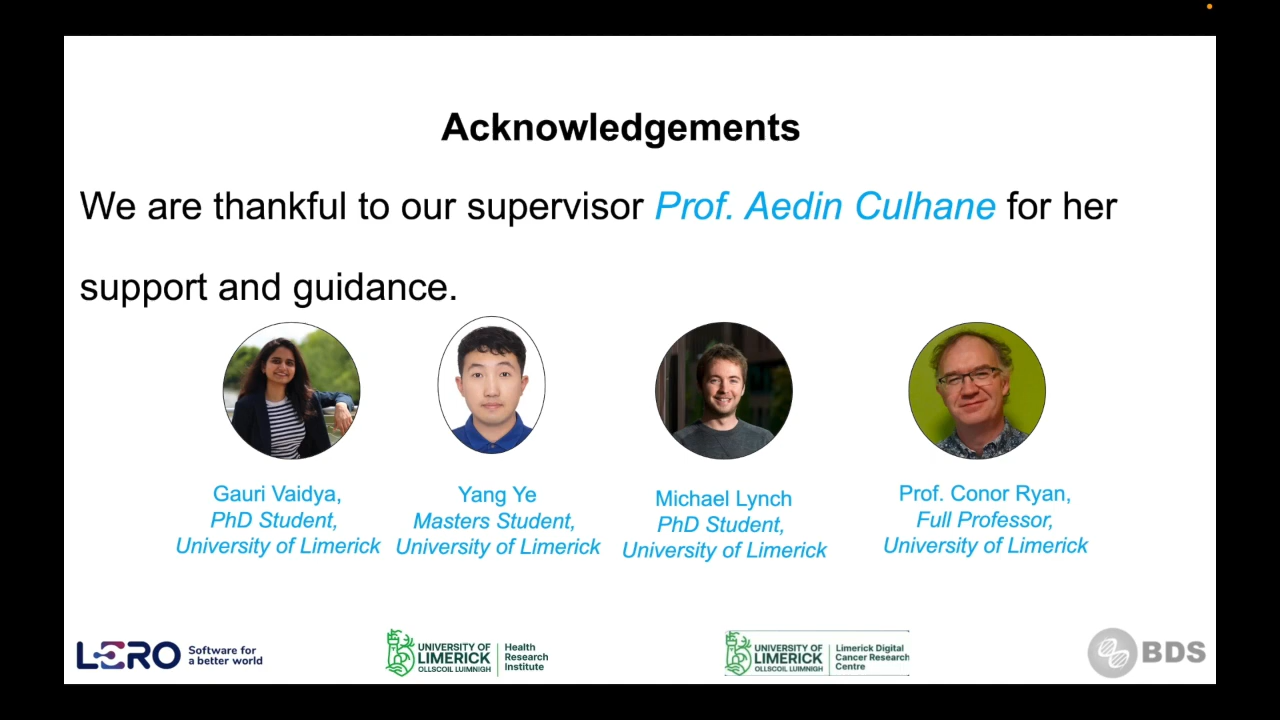 Acknowledgements
We are thankful to our supervisor Prof. Aedin Culhane for her
support and guidance.
Gauri Vaidya,
PhD Student,
University of Limerick
Yang Ye
Masters Student,
University of Limerick
Michael Lynch
PhD Student,
University of Limerick
Prof. Conor Ryan,
Full Professor,
University of Limerick
LERO
Software for
a better world
UNIVERSITY OF
LIMERICK
OLLSCOIL LUIMNIGH
Health
Research
Institute
UNIVERSITY OF
LIMERICK
OLLSCOIL LUIMNIGH
Limerick Digital
Cancer Research
Centre
BDS